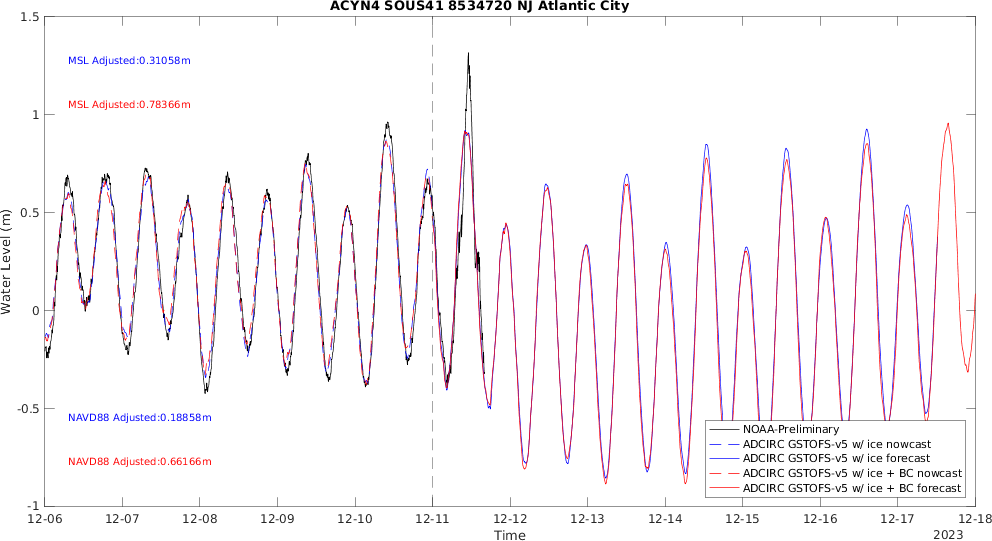 ACYN4 SOUS41 8534720 NJ Atlantic City
1.5
1
0.5
0
-0.5
-1
Water Level (m)
MSL Adjusted:0.31058m
MSL Adjusted:0.78366m
NAVD88 Adjusted:0.18858m
NAVD88 Adjusted:0.66166m
NOAA-Preliminary
ADCIRC GSTOFS-v5 w/ ice nowcast
ADCIRC GSTOFS-v5 w/ ice forecast
ADCIRC GSTOFS-v5 w/ ice + BC nowcast
ADCIRC GSTOFS-v5 w/ ice + BC forecast
12-06 12-07 12-08 12-09 12-10 12-11 12-12 12-13 12-14 12-15 12-16 12-17 12-18
Time
2023